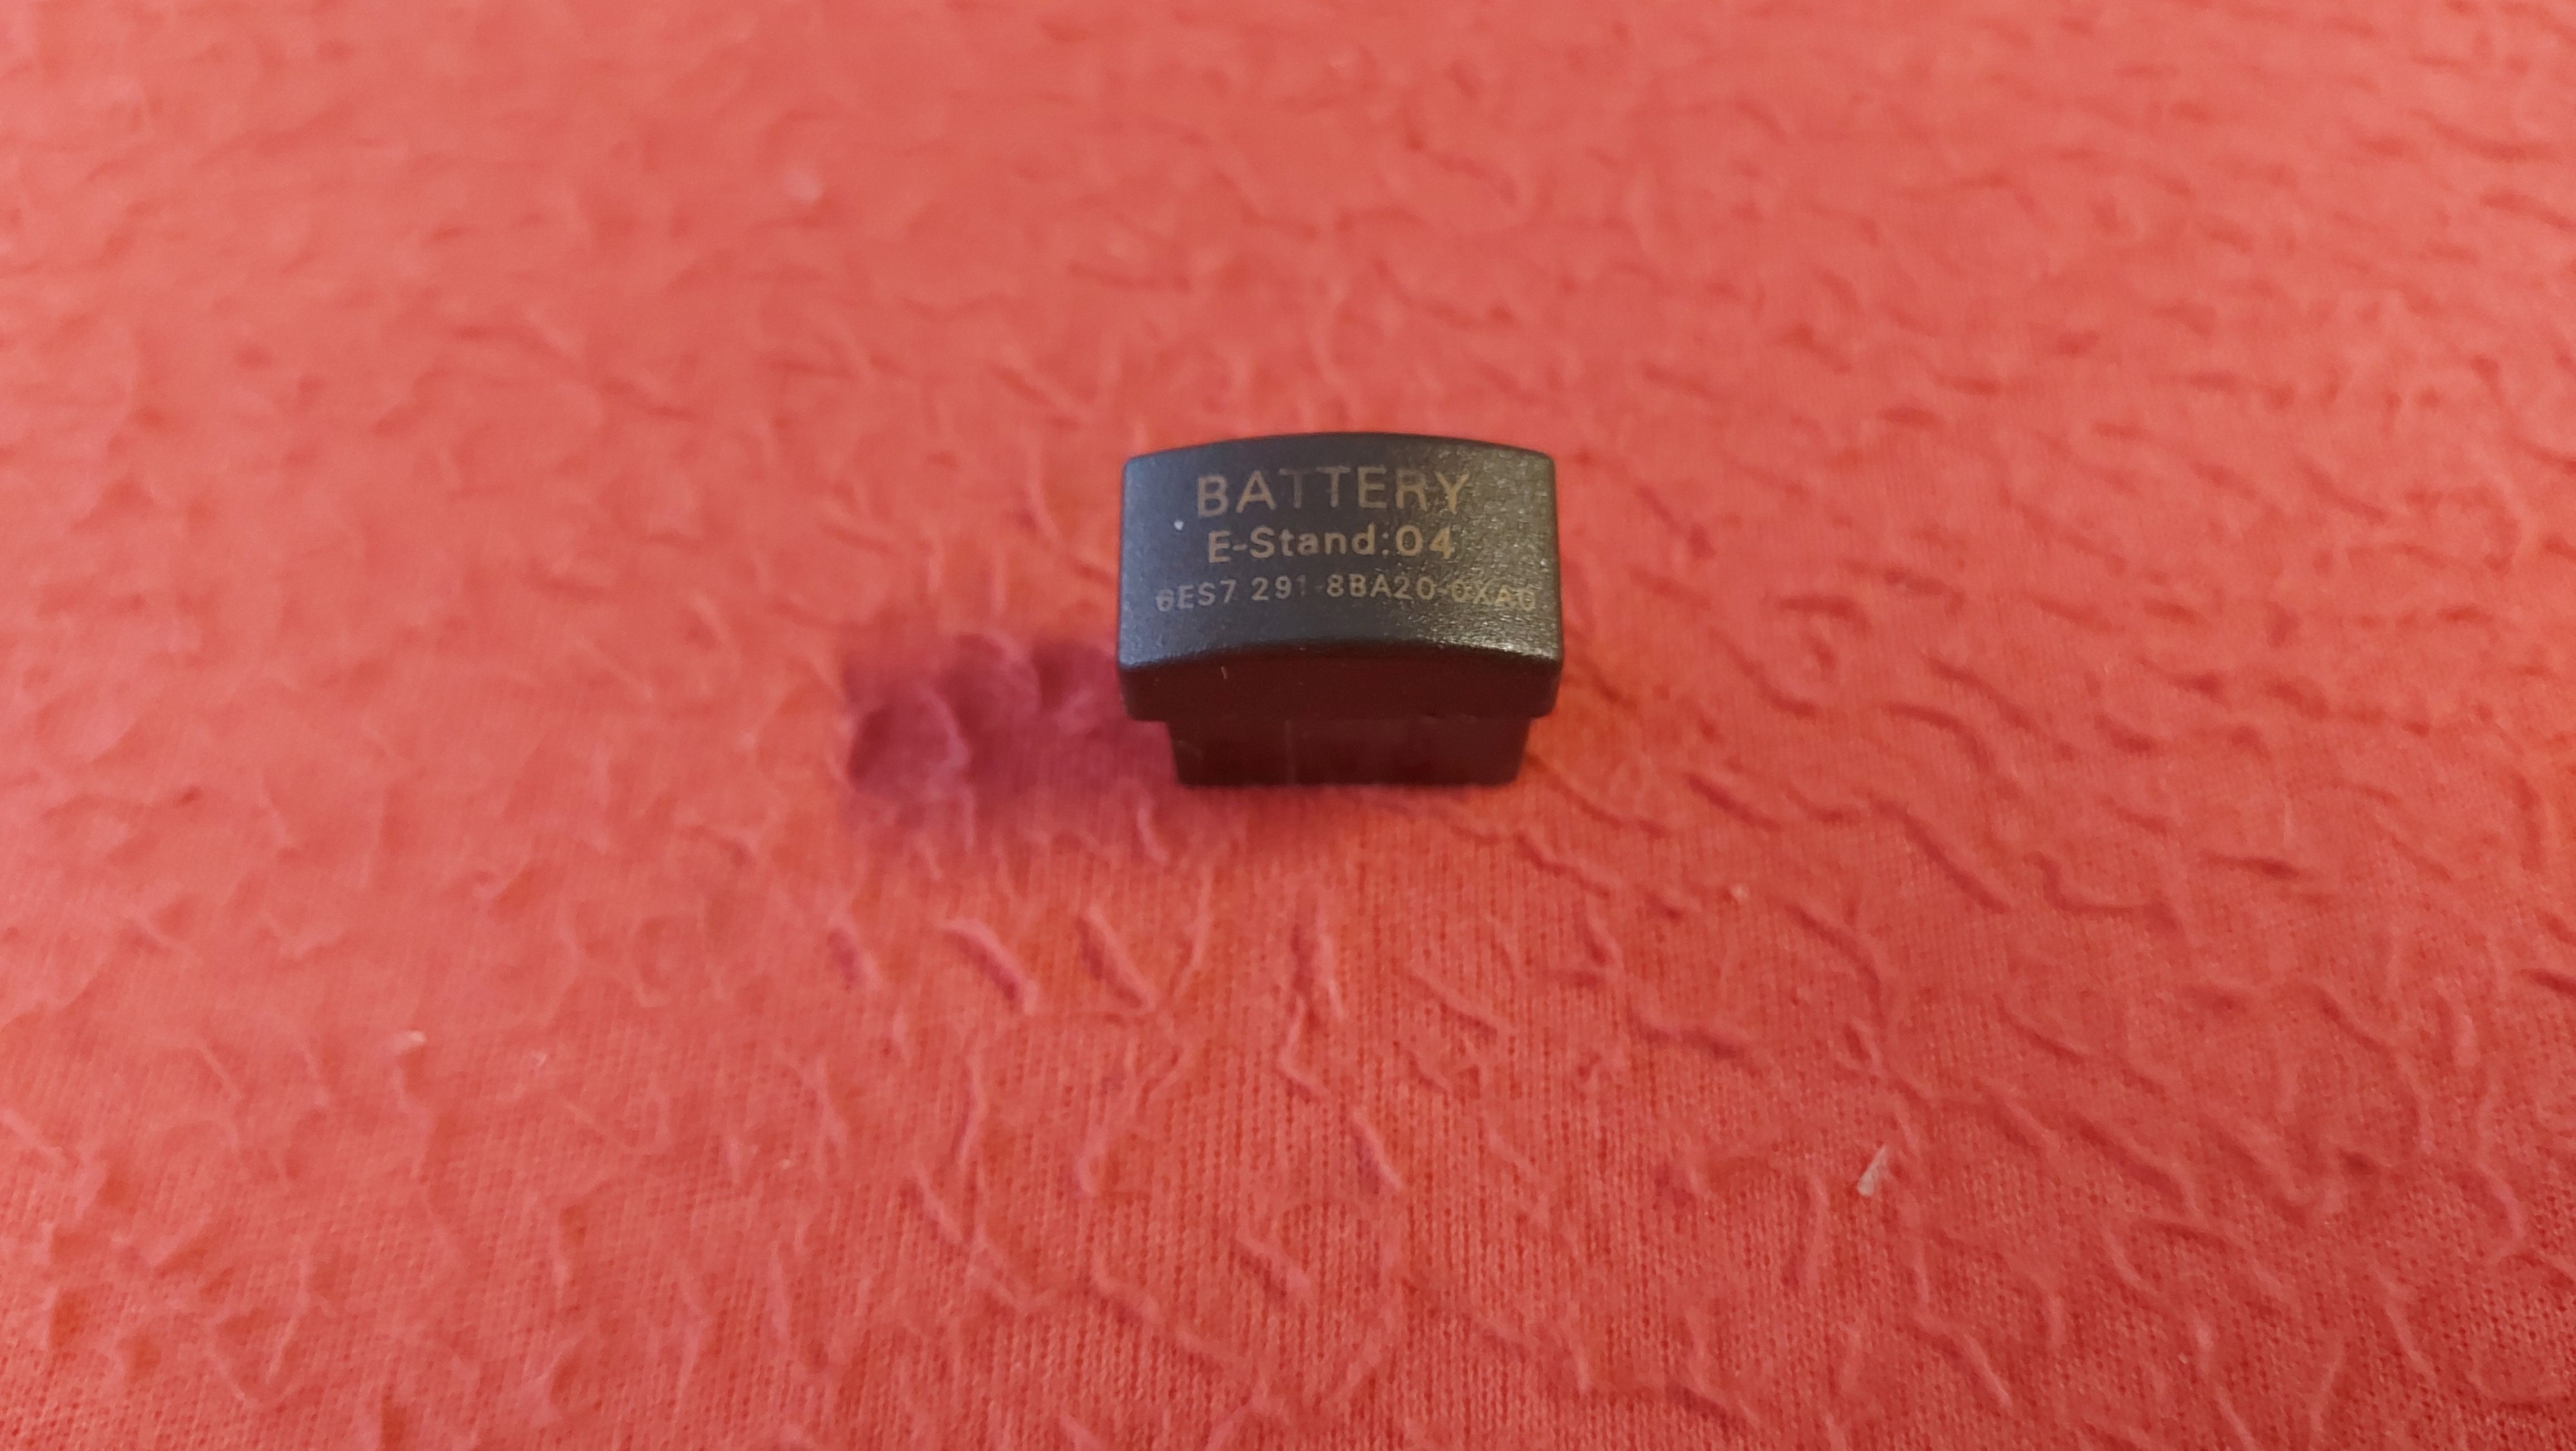 BATTERY
E-Stand:04
6ES7 291-8BA20-0XA0